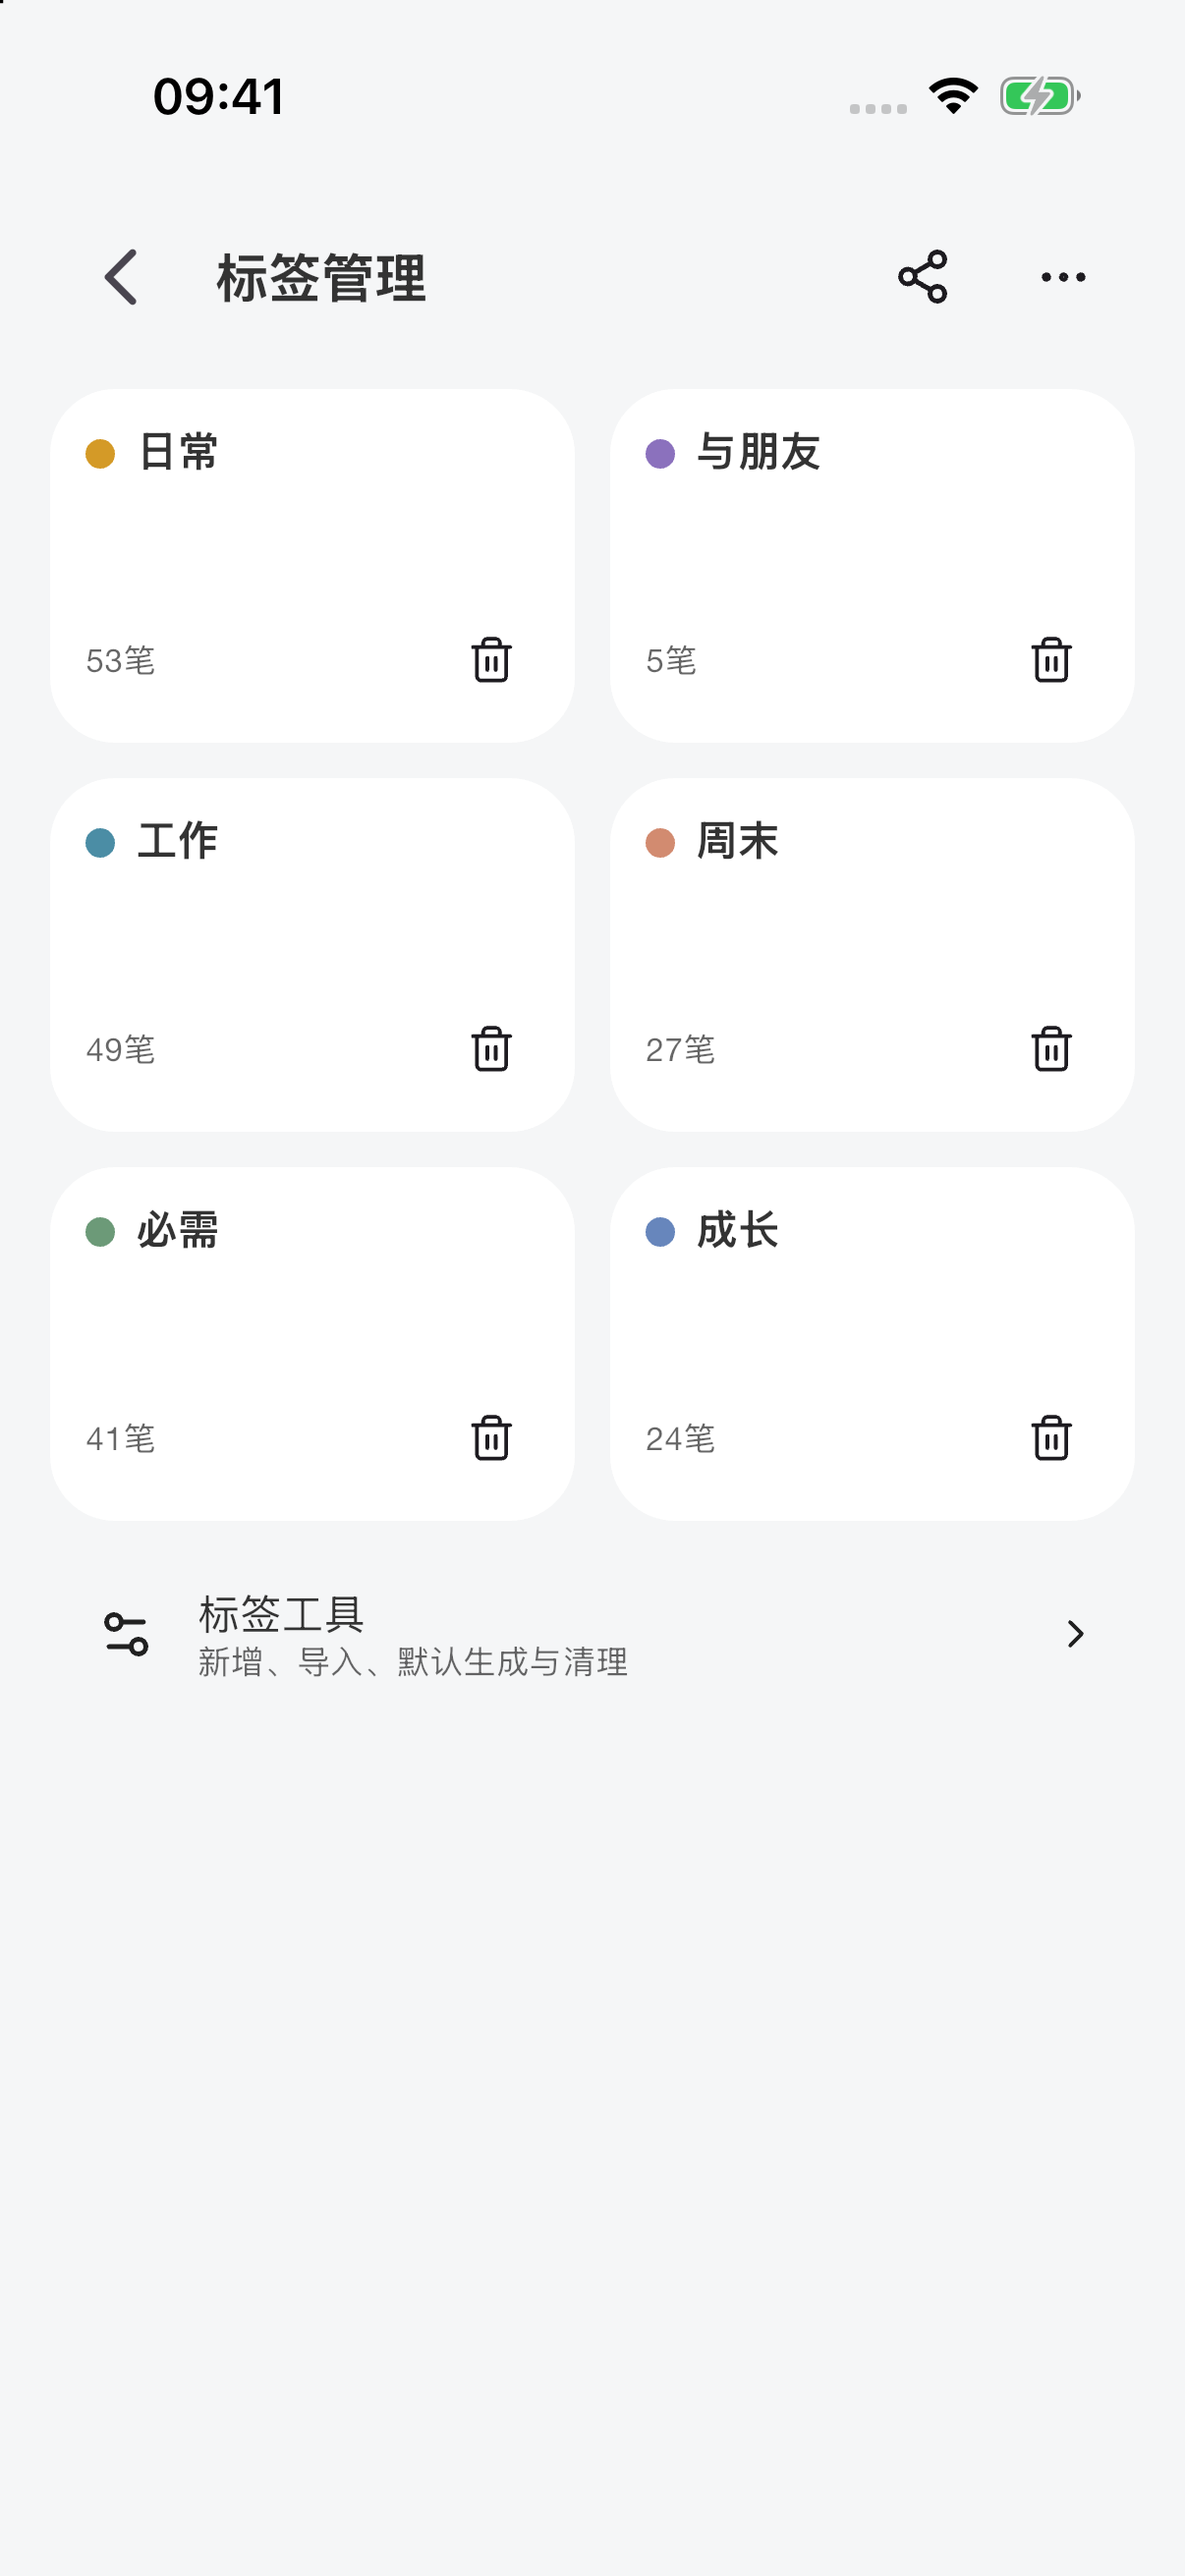 09:41
标签管理
日常
与朋友
53笔
5笔
工作
周末
49笔
27笔
必需
成长
41笔
24笔
标签工具
新增、导入、默认生成与清理